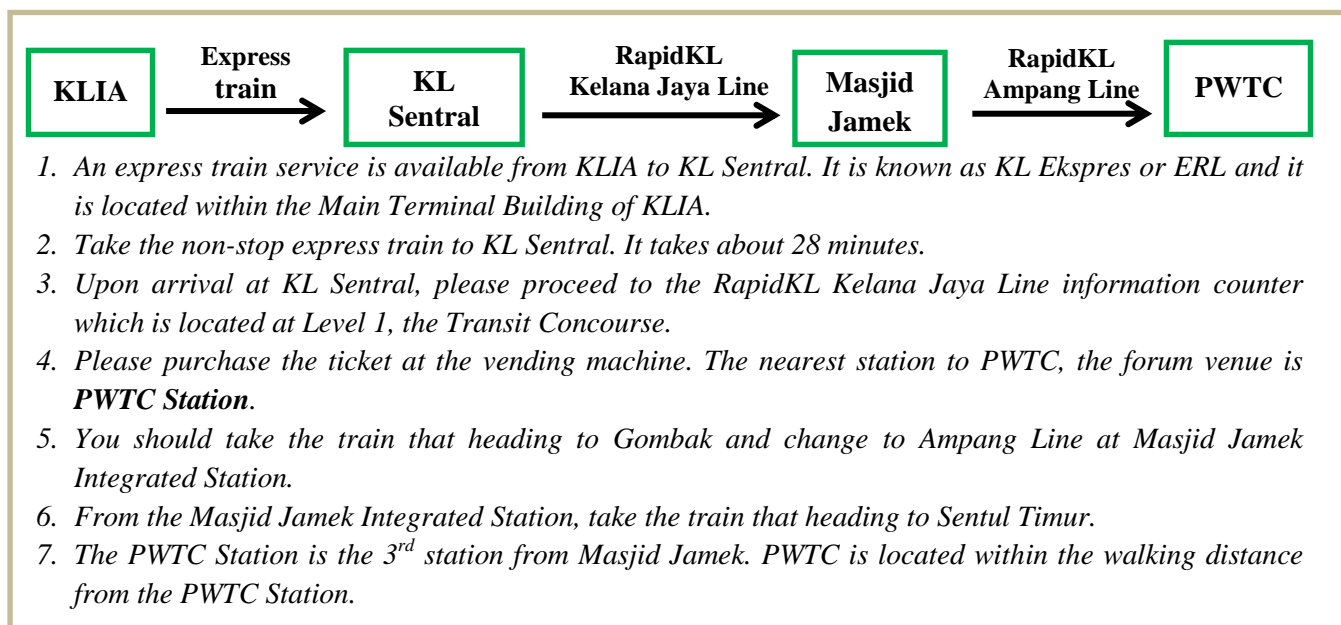 KLIA
Express
train
KL
Sentral
RapidKL
Kelana Jaya Line
Masjid
Jamek
RapidKL
Ampang Line
PWTC
1. An express train service is available from KLIA to KL Sentral. It is known as KL Ekspres or ERL and it
is located within the Main Terminal Building of KLIA.
2. Take the non-stop express train to KL Sentral. It takes about 28 minutes.
3. Upon arrival at KL Sentral, please proceed to the RapidKL Kelana Jaya Line information counter
which is located at Level 1, the Transit Concourse.
4. Please purchase the ticket at the vending machine. The nearest station to PWTC, the forum venue is
PWTC Station.
5. You should take the train that heading to Gombak and change to Ampang Line at Masjid Jamek
Integrated Station.
6. From the Masjid Jamek Integrated Station, take the train that heading to Sentul Timur.
7. The PWTC Station is the 3rd station from Masjid Jamek. PWTC is located within the walking distance
from the PWTC Station.